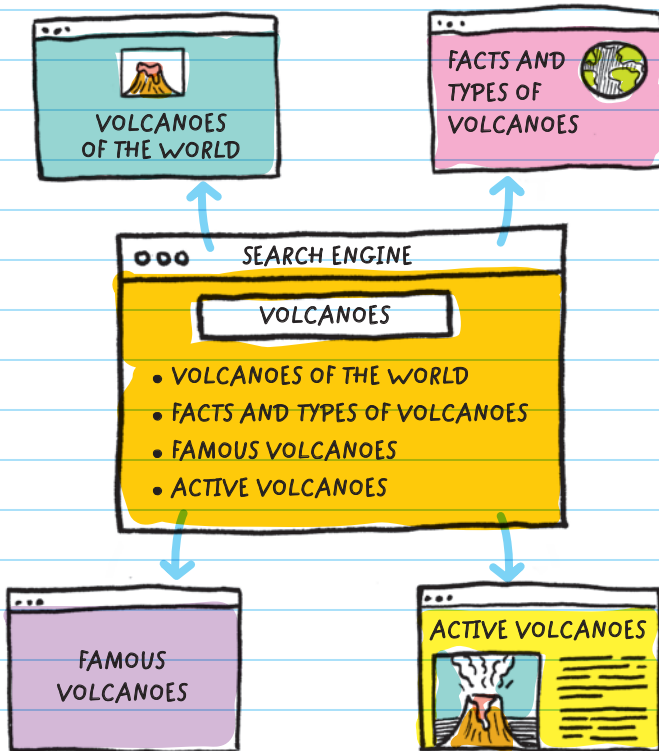 VOLCANOES
OF THE WORLD
FACTS AND
TYPES OF
VOLCANOES
SEARCH ENGINE
VOLCANOES
• VOLCANOES OF THE WORLD
• FACTS AND TYPES OF VOLCANOES
• FAMOUS VOLCANOES
• ACTIVE VOLCANOES
FAMOUS
VOLCANOES
ACTIVE VOLCANOES